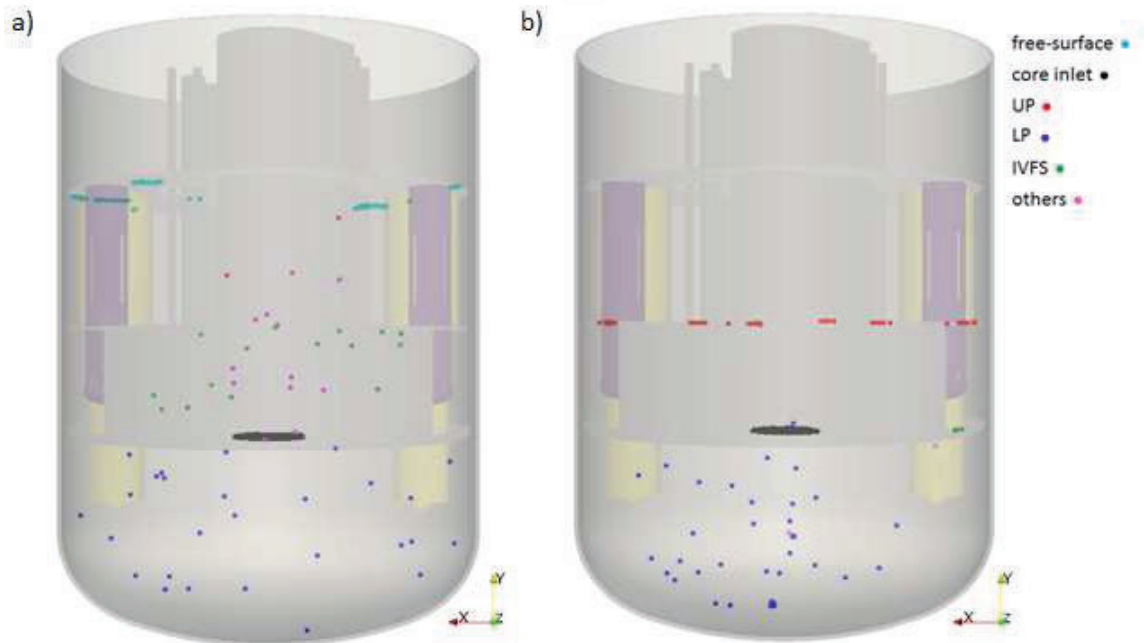 a)
b)
free-surface
core inlet
UP
LP
IVFS
others
Y
X
Z
Y
X
Z